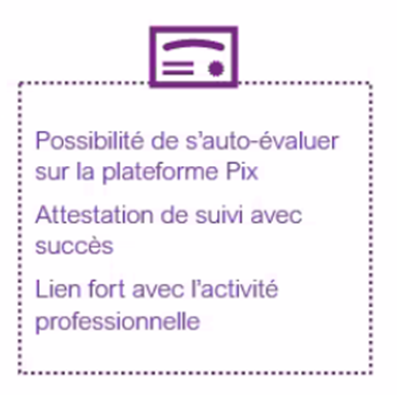 Possibilité de s'auto-évaluer
sur la plateforme Pix
Attestation de suivi avec
succès
Lien fort avec l'activité
professionnelle